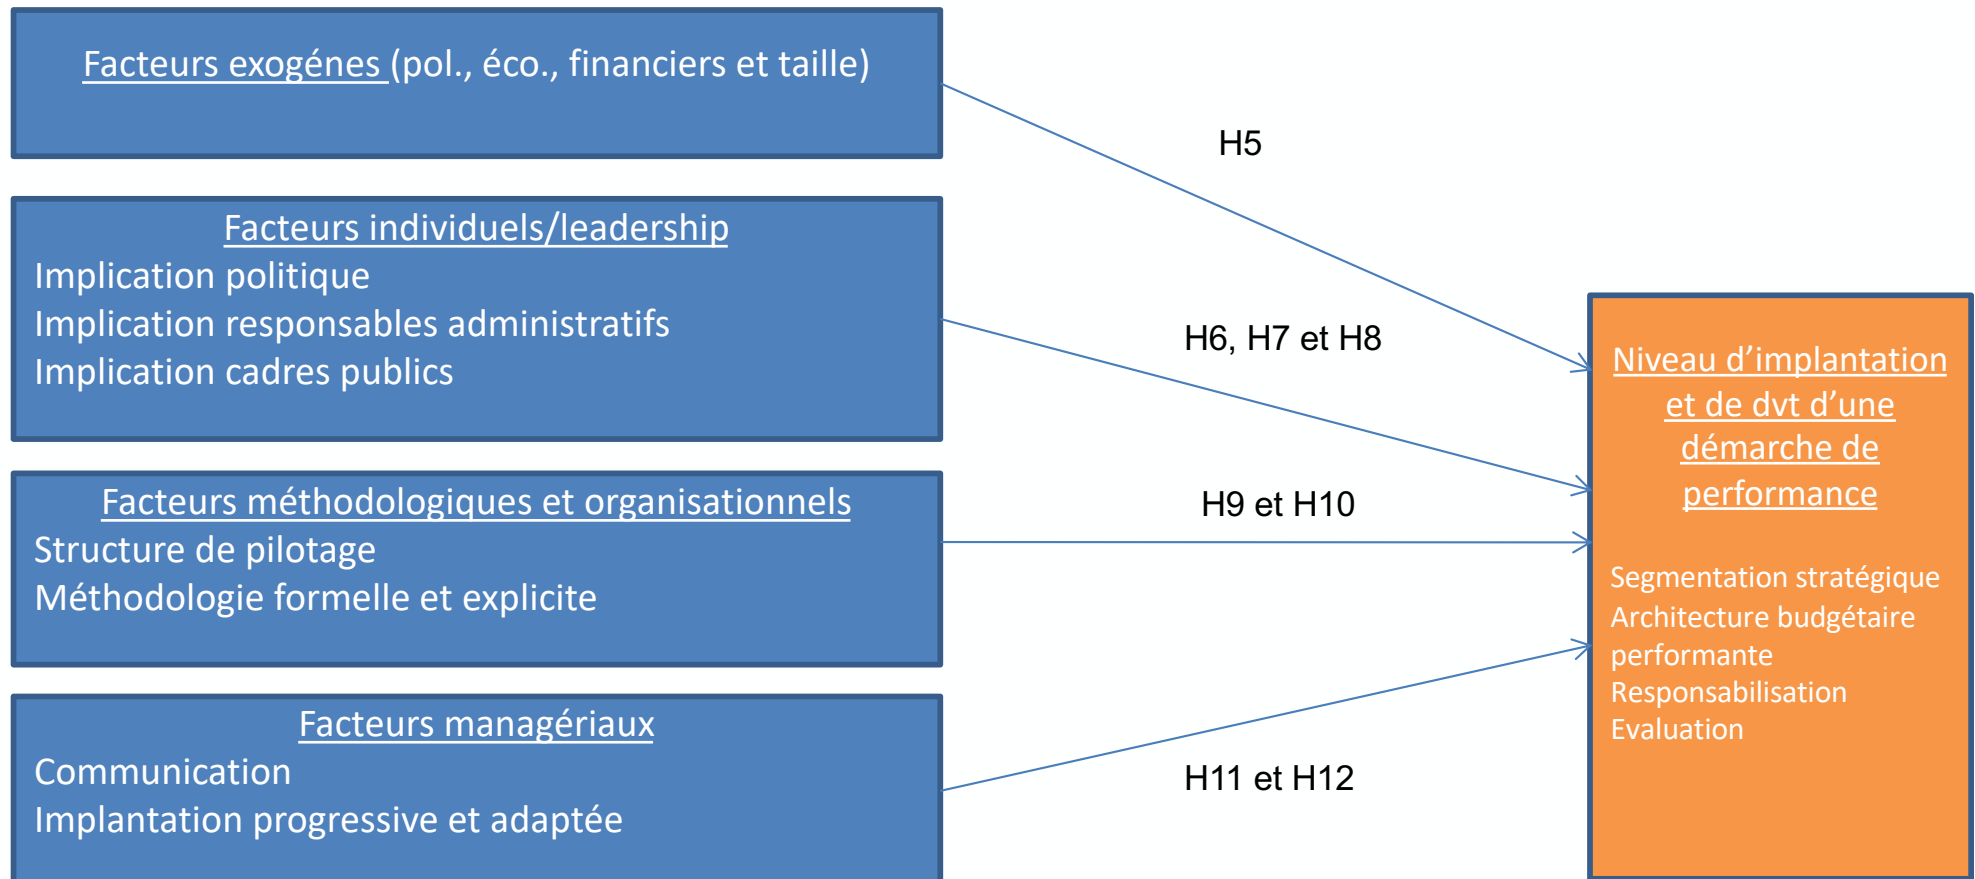 Facteurs exogénes (pol., éco., financiers et taille)
H5
Facteurs individuels/leadership
Implication politique
Implication responsables administratifs
Implication cadres publics
H6, H7 et H8
Facteurs méthodologiques et organisationnels
Structure de pilotage
Méthodologie formelle et explicite
H9 et H10
Facteurs managériaux
Communication
Implantation progressive et adaptée
H11 et H12
Niveau d’implantation
et de dvt d’une
démarche de
performance
Segmentation stratégique
Architecture budgétaire
performante
Responsabilisation
Evaluation